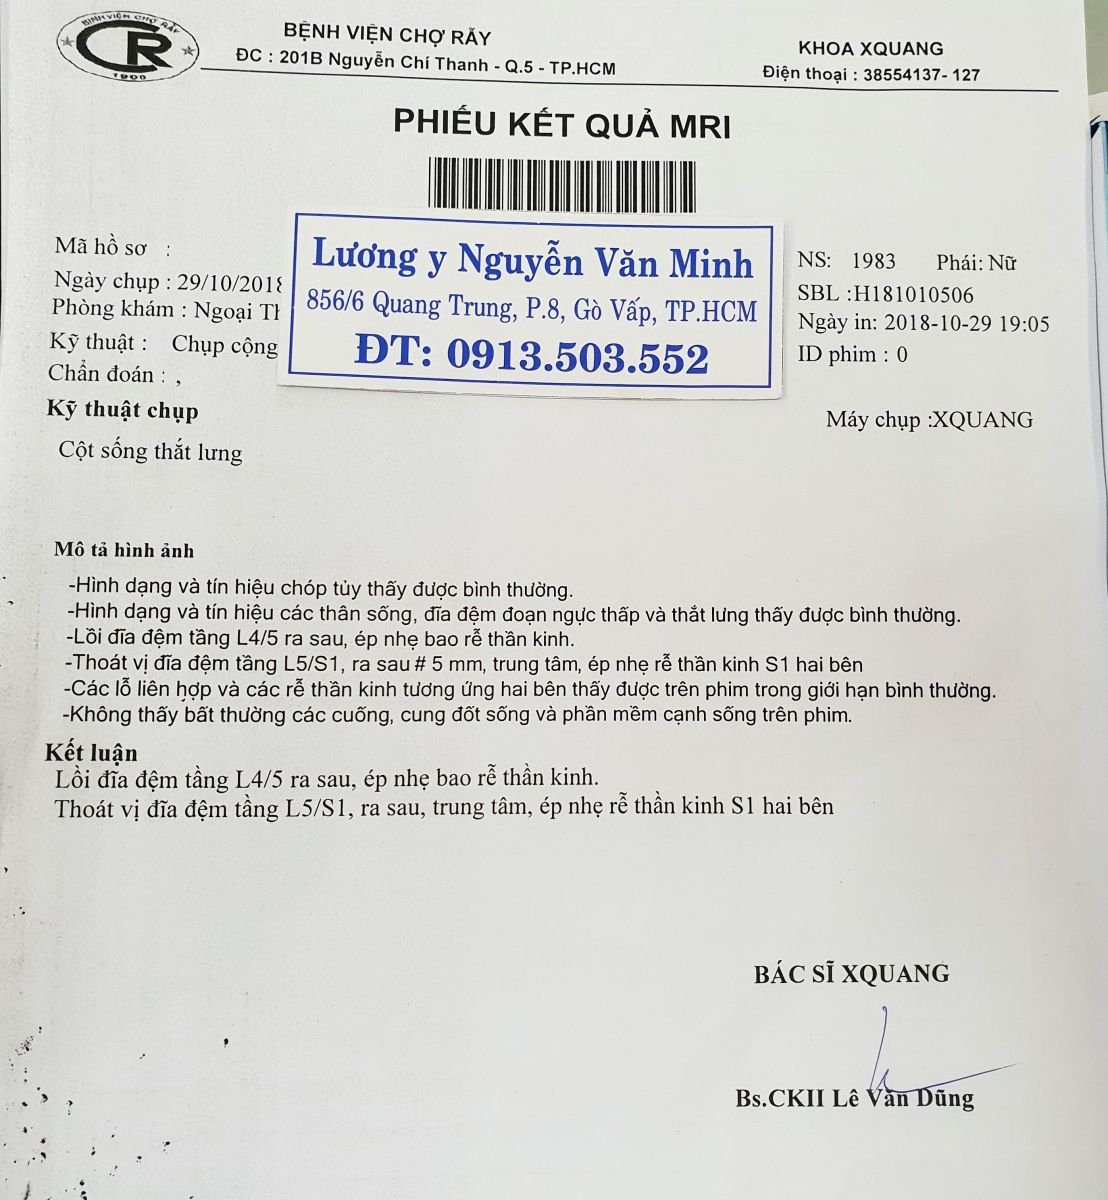 BỆNH VIỆN CHỢ RẪY
CR
1900
BỆNH VIỆN CHỢ RẪY
ĐC : 201B Nguyễn Chí Thanh - Q.5 - TP.HCM
KHOA XQUANG
Điện thoại : 38554137- 127
PHIẾU KẾT QUẢ MRI
Lương y Nguyễn Văn Minh
856/6 Quang Trung, P.8, Gò Vấp, TP.HCM
ĐT: 0913.503.552
Mã hồ sơ :
Ngày chụp : 29/10/2018
Phòng khám : Ngoại
Kỹ thuật : Chụp cộng
Chẩn đoán : ,
NS: 1983 Phái: Nữ
SBL :H181010506
Ngày in: 2018-10-29 19:05
ID phim : 0
Kỹ thuật chụp
Máy chụp :XQUANG
Cột sống thắt lưng
Mô tả hình ảnh
-Hình dạng và tín hiệu chóp tủy thấy được bình thường.
-Hình dạng và tín hiệu các thân sống, đĩa đệm đoạn ngực thấp và thắt lưng thấy được bình thường.
-Lồi đĩa đệm tầng L4/5 ra sau, ép nhẹ bao rễ thần kinh.
-Thoát vị đĩa đệm tầng L5/S1, ra sau # 5 mm, trung tâm, ép nhẹ rễ thần kinh S1 hai bên
-Các lỗ liên hợp và các rễ thần kinh tương ứng hai bên thấy được trên phim trong giới hạn bình thường.
-Không thấy bất thường các cuống, cung đốt sống và phần mềm cạnh sống trên phim.
Kết luận
Lồi đĩa đệm tầng L4/5 ra sau, ép nhẹ bao rễ thần kinh.
Thoát vị đĩa đệm tầng L5/S1, ra sau, trung tâm, ép nhẹ rễ thần kinh S1 hai bên
BÁC SĨ XQUANG
Bs.CKII Lê Văn Dũng